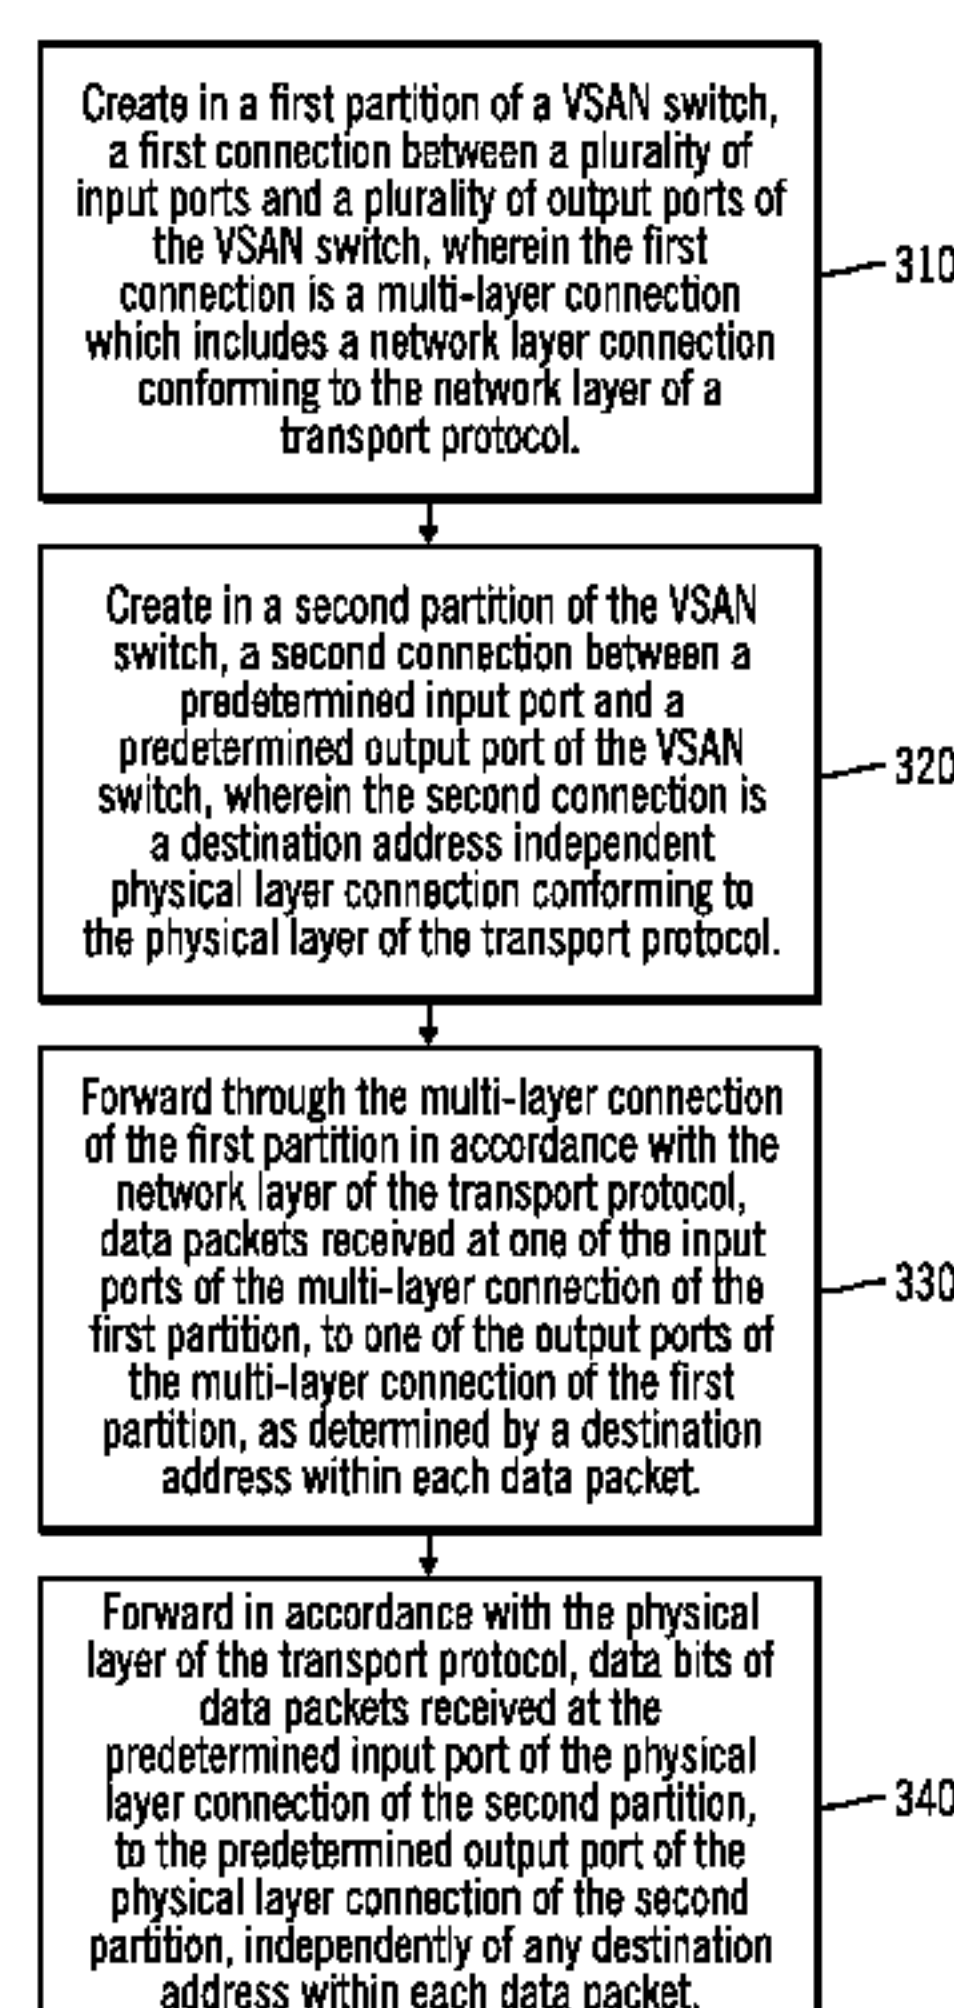 Create in a first partition of a VSAN switch,
a first connection between a plurality of
input ports and a plurality of output ports of
the VSAN switch, wherein the first
connection is a multi-layer connection
which includes a network layer connection
conforming to the network layer of a
transport protocol.
310
Create in a second partition of the VSAN
switch, a second connection between a
predetermined input port and a
predetermined output port of the VSAN
switch, wherein the second connection is
a destination address independent
physical layer connection conforming to
the physical layer of the transport protocol.
320
Forward through the multi-layer connection
of the first partition in accordance with the
network layer of the transport protocol,
data packets received at one of the input
ports of the multi-layer connection of the
first partition, to one of the output ports of
the multi-layer connection of the first
partition, as determined by a destination
address within each data packet.
330
Forward in accordance with the physical
layer of the transport protocol, data bits of
data packets received at the
predetermined input port of the physical
layer connection of the second partition,
to the predetermined output port of the
physical layer connection of the second
partition, independently of any destination
address within each data packet.
340